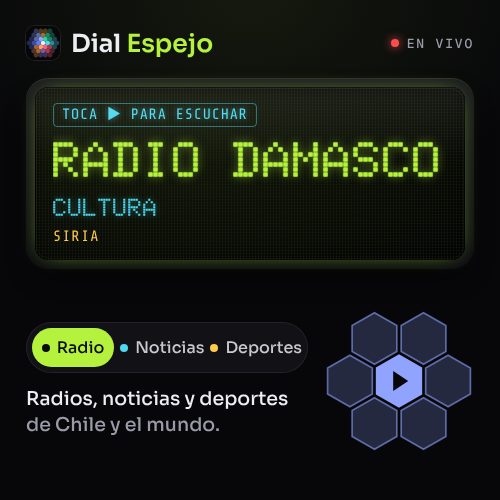 Dial Espejo
EN VIVO
TOCA ▶ PARA ESCUCHAR
RADIO DAMASCO
CULTURA
SIRIA
Radio Noticias Deportes
Radios, noticias y deportes
de Chile y el mundo.